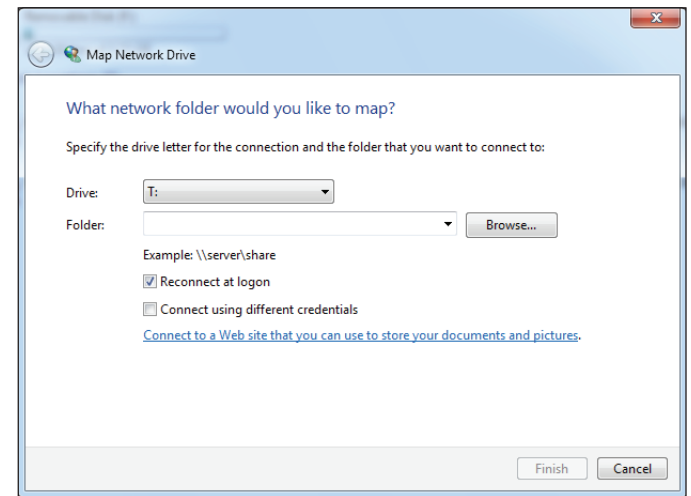 Map Network Drive
What network folder would you like to map?
Specify the drive letter for the connection and the folder that you want to connect to:
Drive: T:
Folder: Browse...
Example: \\server\share
Reconnect at logon
Connect using different credentials
Connect to a Web site that you can use to store your documents and pictures.
Finish Cancel